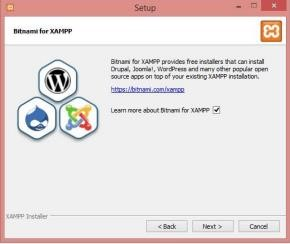 Setup
Bitnami for XAMPP
Bitnami for XAMPP provides free installers that can install
Drupal, Joomla!, WordPress and many other popular open
source apps on top of your existing XAMPP installation.
https://bitnami.com/xampp
Learn more about Bitnami for XAMPP
XAMPP Installer
< Back
Next >
Cancel